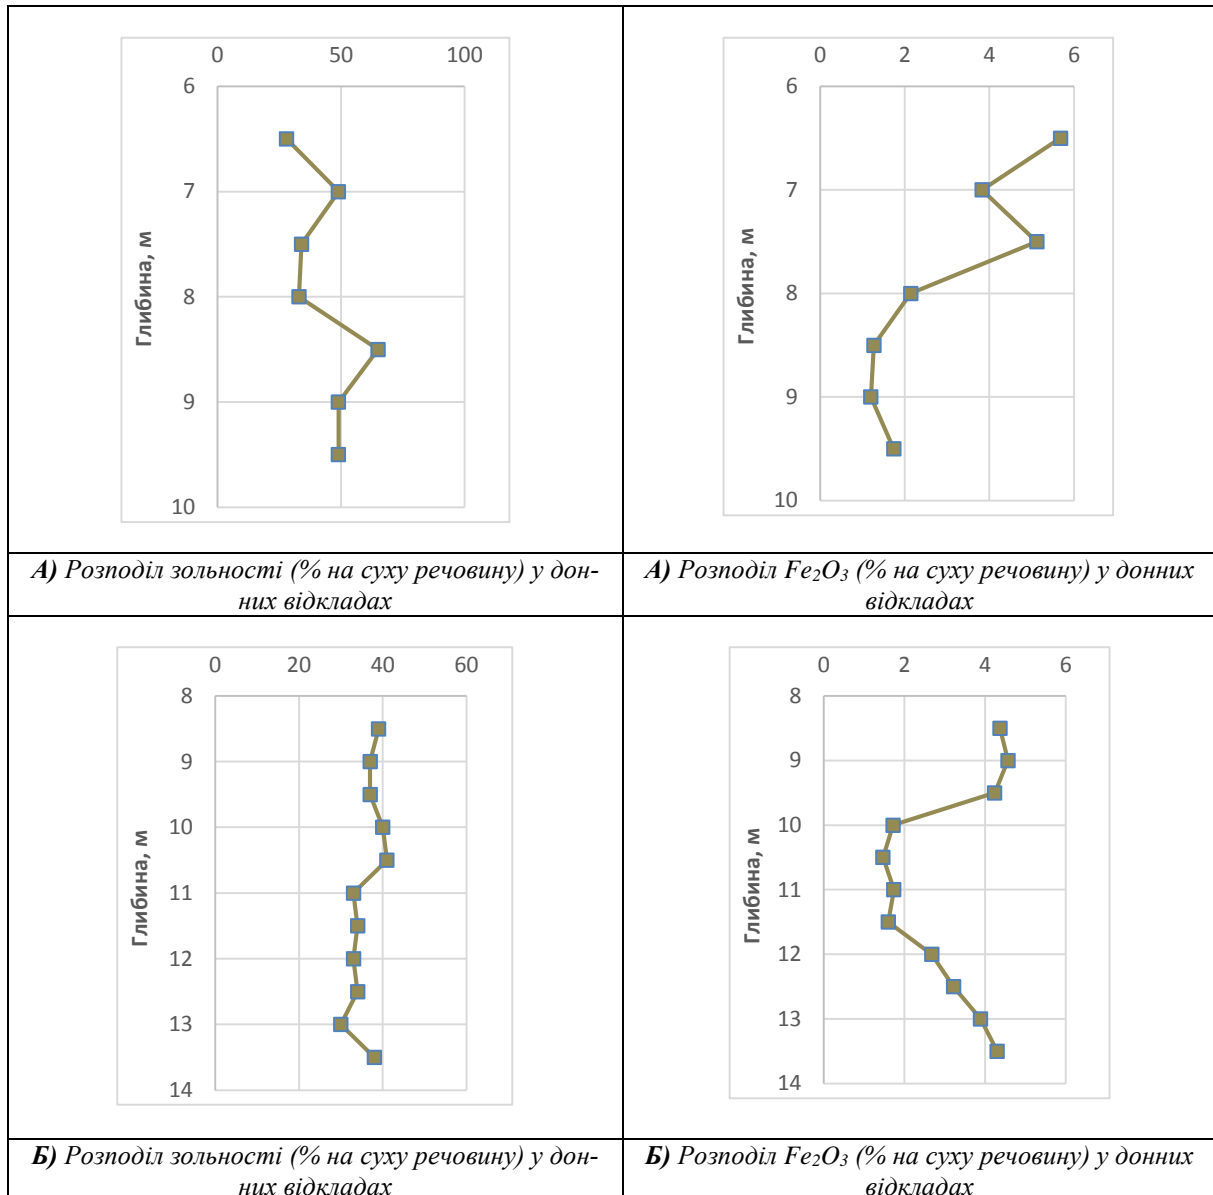 0 50 100
6
7
8
9
10
Глибина, м
А) Розподіл зольності (% на суху речовину) у дон-
них відкладах
0 2 4 6
6
7
8
9
10
Глибина, м
А) Розподіл Fe₂O₃ (% на суху речовину) у донних
відкладах
0 20 40 60
8
9
10
11
12
13
14
Глибина, м
Б) Розподіл зольності (% на суху речовину) у дон-
них відкладах
0 2 4 6
8
9
10
11
12
13
14
Глибина, м
Б) Розподіл Fe₂O₃ (% на суху речовину) у донних
відкладах